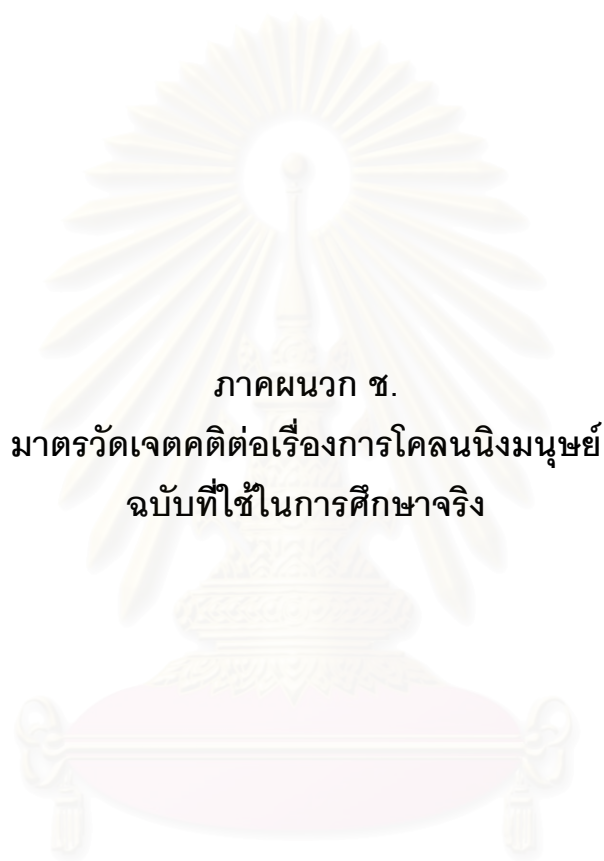 ภาคผนวก ช.
มาตรวัดเจตคติต่อเรื่องการโคลนนิงมนุษย์
ฉบับที่ใช้ในการศึกษาจริง